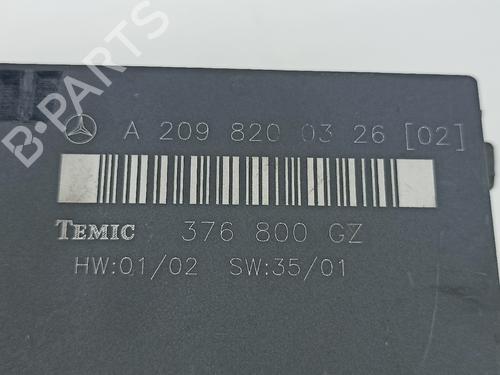 B-PARTS
A 209 820 03 26 [02]
TEMIC 376 800 GZ
HW:01/02 SW:35/01